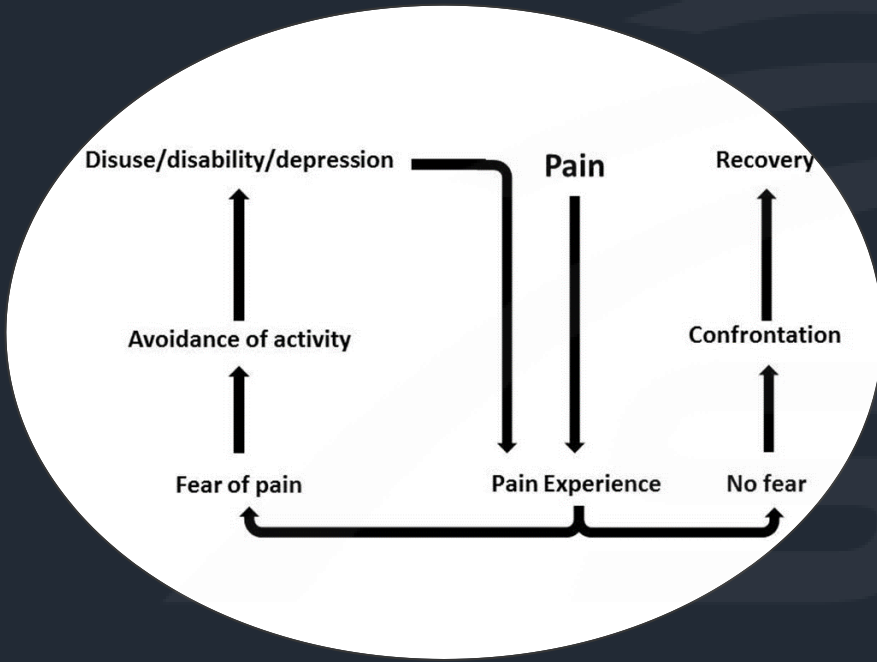 Disuse/disability/depression
Pain
Recovery
Avoidance of activity
Confrontation
Fear of pain
Pain Experience
No fear